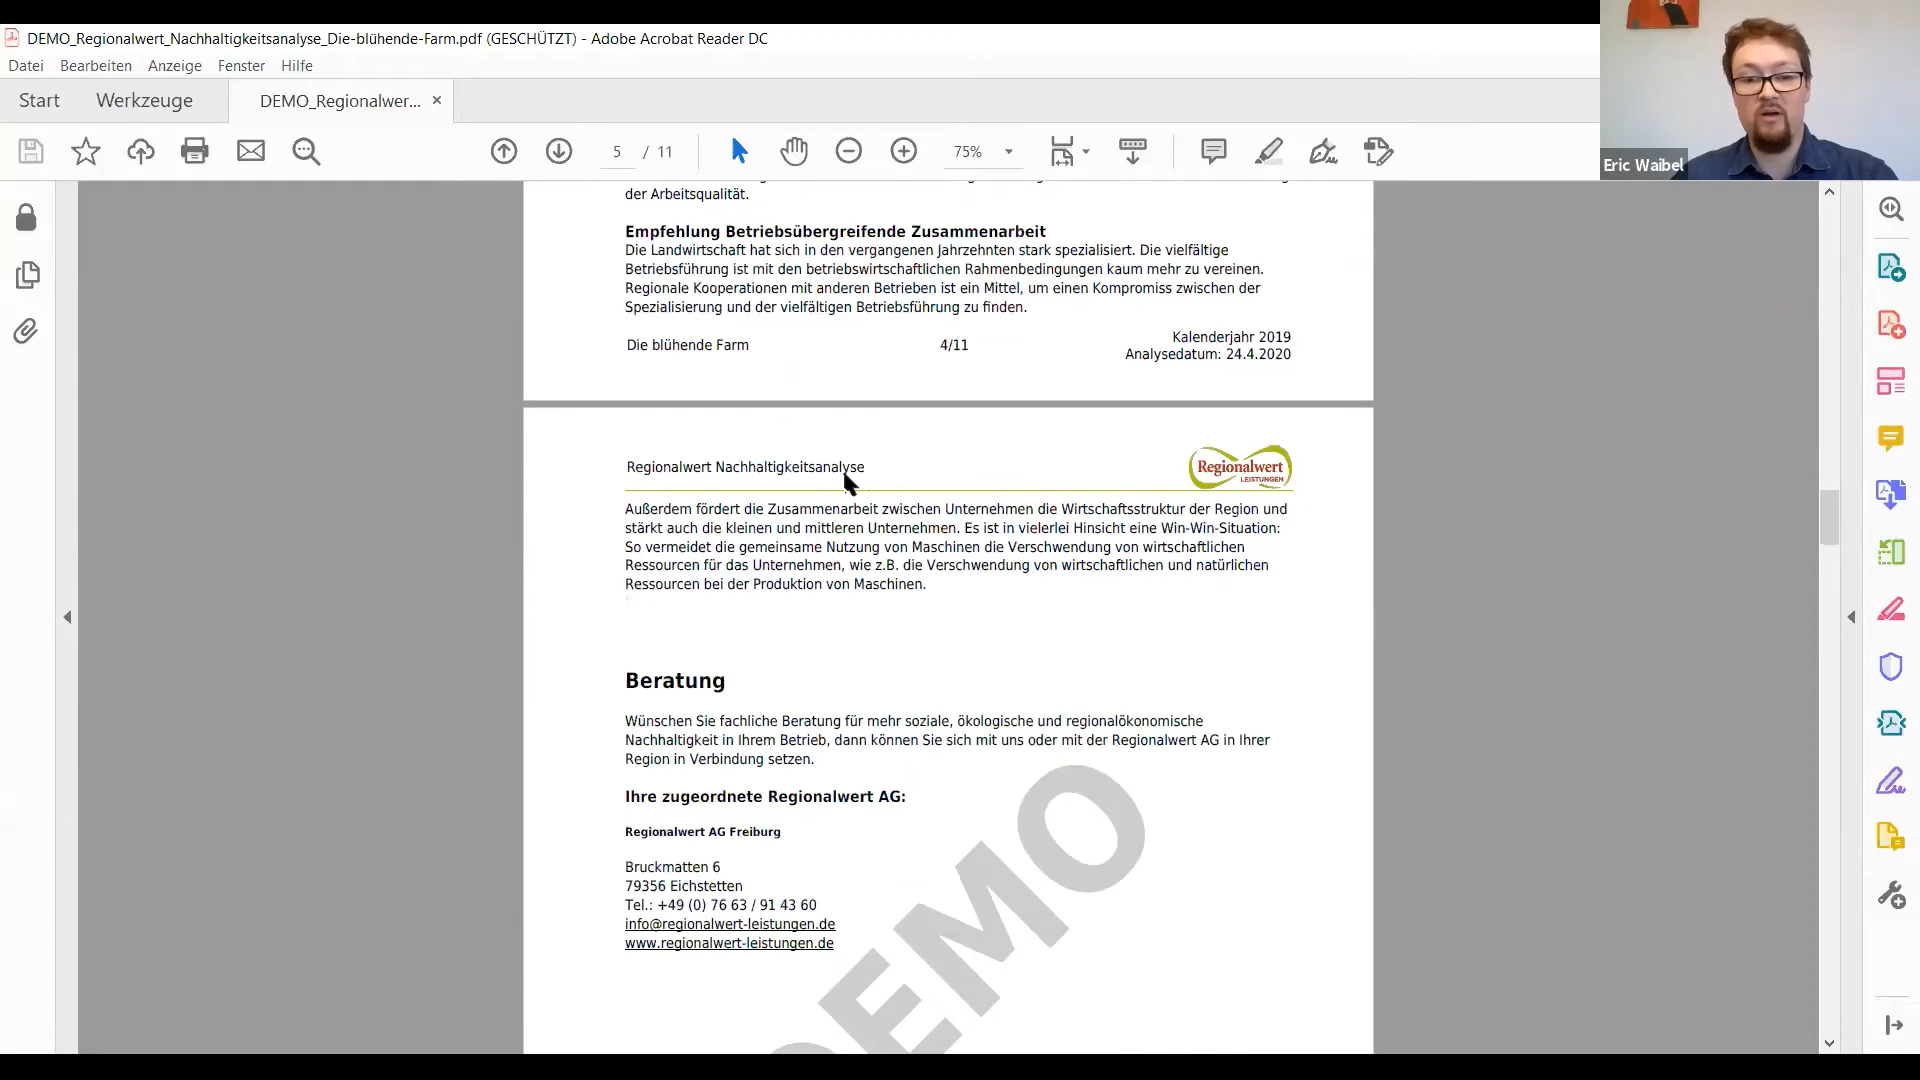 DEMO_Regionalwert_Nachhaltigkeitsanalyse_Die-blühende-Farm.pdf (GESCHÜTZT) - Adobe Acrobat Reader DC
Datei Bearbeiten Anzeige Fenster Hilfe
Start Werkzeuge DEMO_Regionalwer... ×
5 / 11 75%
Eric Waibel
der Arbeitsqualität.
Empfehlung Betriebsübergreifende Zusammenarbeit
Die Landwirtschaft hat sich in den vergangenen Jahrzehnten stark spezialisiert. Die vielfältige
Betriebsführung ist mit den betriebswirtschaftlichen Rahmenbedingungen kaum mehr zu vereinen.
Regionale Kooperationen mit anderen Betrieben ist ein Mittel, um einen Kompromiss zwischen der
Spezialisierung und der vielfältigen Betriebsführung zu finden.
Die blühende Farm 4/11 Kalenderjahr 2019
Analysedatum: 24.4.2020
Regionalwert Nachhaltigkeitsanalyse
Regionalwert
LEISTUNGEN
Außerdem fördert die Zusammenarbeit zwischen Unternehmen die Wirtschaftsstruktur der Region und
stärkt auch die kleinen und mittleren Unternehmen. Es ist in vielerlei Hinsicht eine Win-Win-Situation:
So vermeidet die gemeinsame Nutzung von Maschinen die Verschwendung von wirtschaftlichen
Ressourcen für das Unternehmen, wie z.B. die Verschwendung von wirtschaftlichen und natürlichen
Ressourcen bei der Produktion von Maschinen.
Beratung
Wünschen Sie fachliche Beratung für mehr soziale, ökologische und regionalökonomische
Nachhaltigkeit in Ihrem Betrieb, dann können Sie sich mit uns oder mit der Regionalwert AG in Ihrer
Region in Verbindung setzen.
Ihre zugeordnete Regionalwert AG:
Regionalwert AG Freiburg
Bruckmatten 6
79356 Eichstetten
Tel.: +49 (0) 76 63 / 91 43 60
info@regionalwert-leistungen.de
www.regionalwert-leistungen.de
DEMO